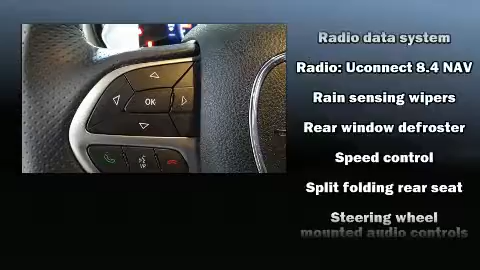 Radio data system
Radio: Uconnect 8.4 NAV
Rain sensing wipers
Rear window defroster
Speed control
Split folding rear seat
Steering wheel
mounted audio controls
OK
VR